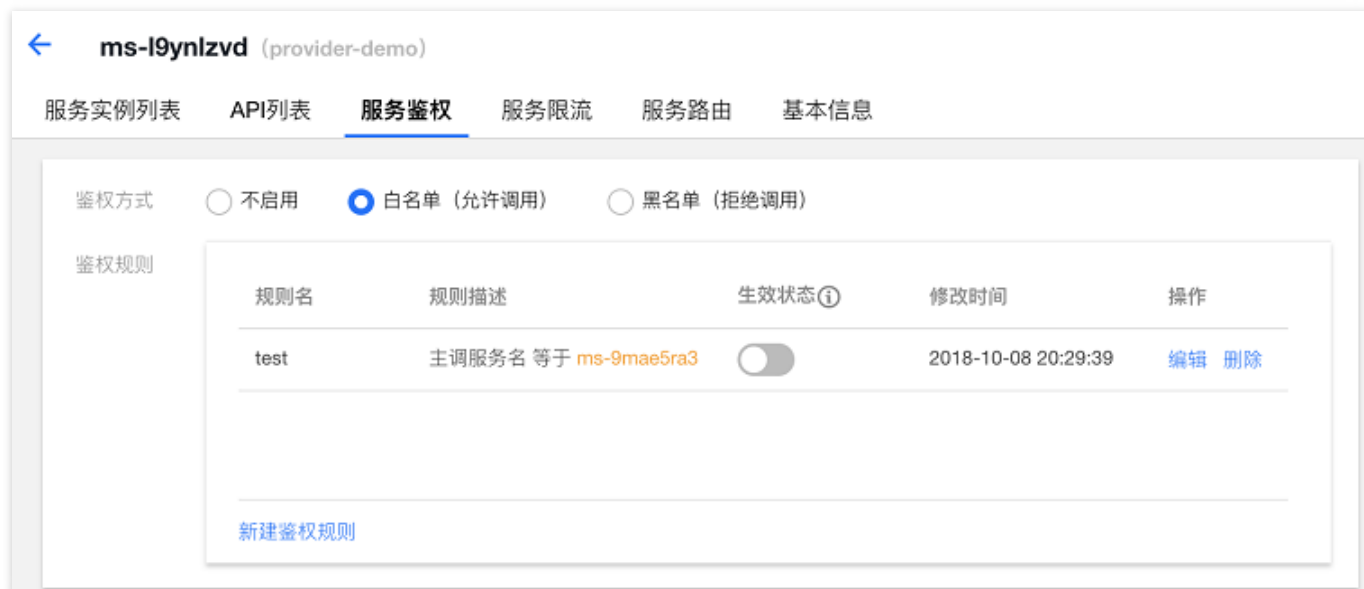 ms-l9ynlzvd (provider-demo)
服务实例列表 API列表 服务鉴权 服务限流 服务路由 基本信息
鉴权方式 不启用 白名单（允许调用） 黑名单（拒绝调用）
鉴权规则
规则名 规则描述 生效状态 修改时间 操作
test 主调服务名 等于 ms-9mae5ra3 2018-10-08 20:29:39 编辑 删除
新建鉴权规则